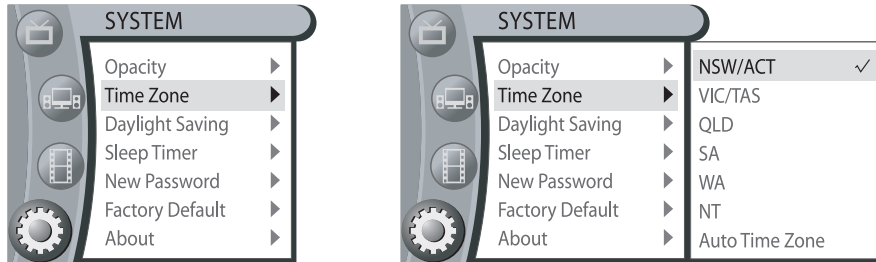 SYSTEM
Opacity
Time Zone
Daylight Saving
Sleep Timer
New Password
Factory Default
About
SYSTEM
Opacity
Time Zone
Daylight Saving
Sleep Timer
New Password
Factory Default
About
NSW/ACT
VIC/TAS
QLD
SA
WA
NT
Auto Time Zone